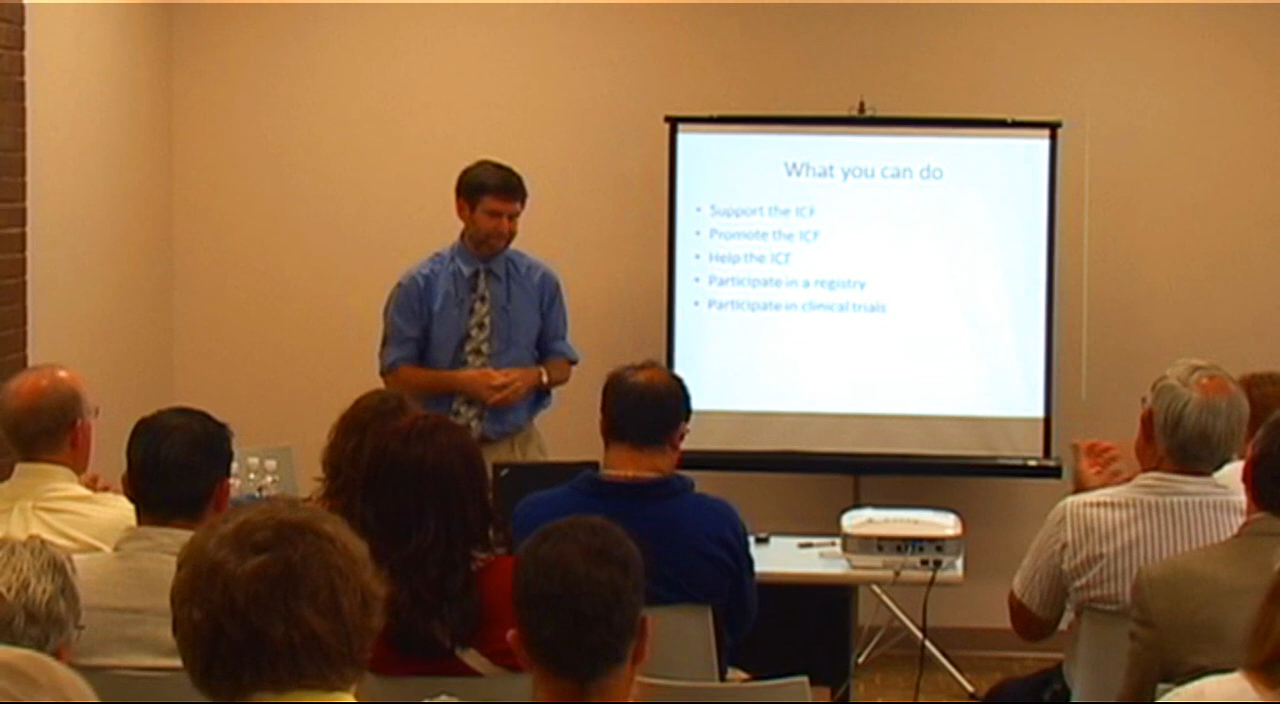 What you can do
• Support the ICF
• Promote the ICF
• Help the ICF
• Participate in a registry
• Participate in clinical trials